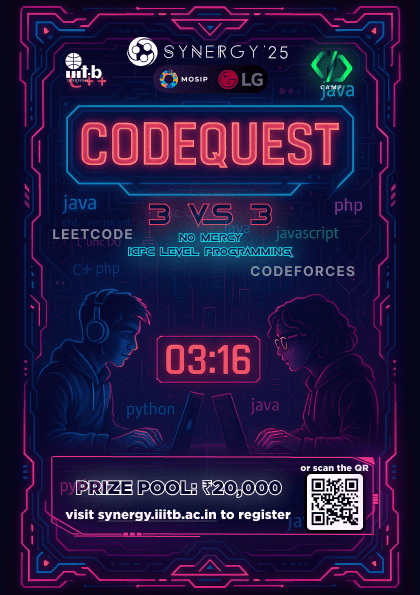 SYNERGY'25
iiit-b
MOSIP
LG
C++
CAMP
java
CODEQUEST
java
php
3 VS 3
LEETCODE
java
javascript
NO MERCY
ICPC LEVEL PROGRAMMING
C++ php
CODEFORCES
03:16
python
java
or scan the QR
PRIZE POOL: ₹20,000
visit synergy.iiitb.ac.in to register